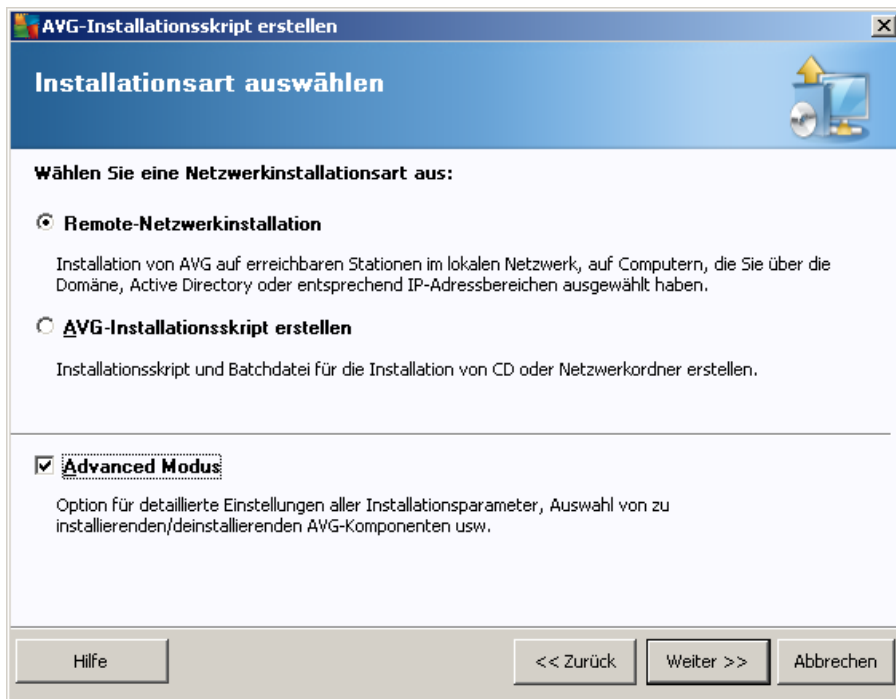 AVG-Installationsskript erstellen
Installationsart auswählen
Wählen Sie eine Netzwerkinstallationsart aus:
Remote-Netzwerkinstallation
Installation von AVG auf erreichbaren Stationen im lokalen Netzwerk, auf Computern, die Sie über die
Domäne, Active Directory oder entsprechend IP-Adressbereichen ausgewählt haben.
AVG-Installationsskript erstellen
Installationsskript und Batchdatei für die Installation von CD oder Netzwerkordner erstellen.
Advanced Modus
Option für detaillierte Einstellungen aller Installationsparameter, Auswahl von zu
installierenden/deinstallierenden AVG-Komponenten usw.
Hilfe
<< Zurück
Weiter >>
Abbrechen